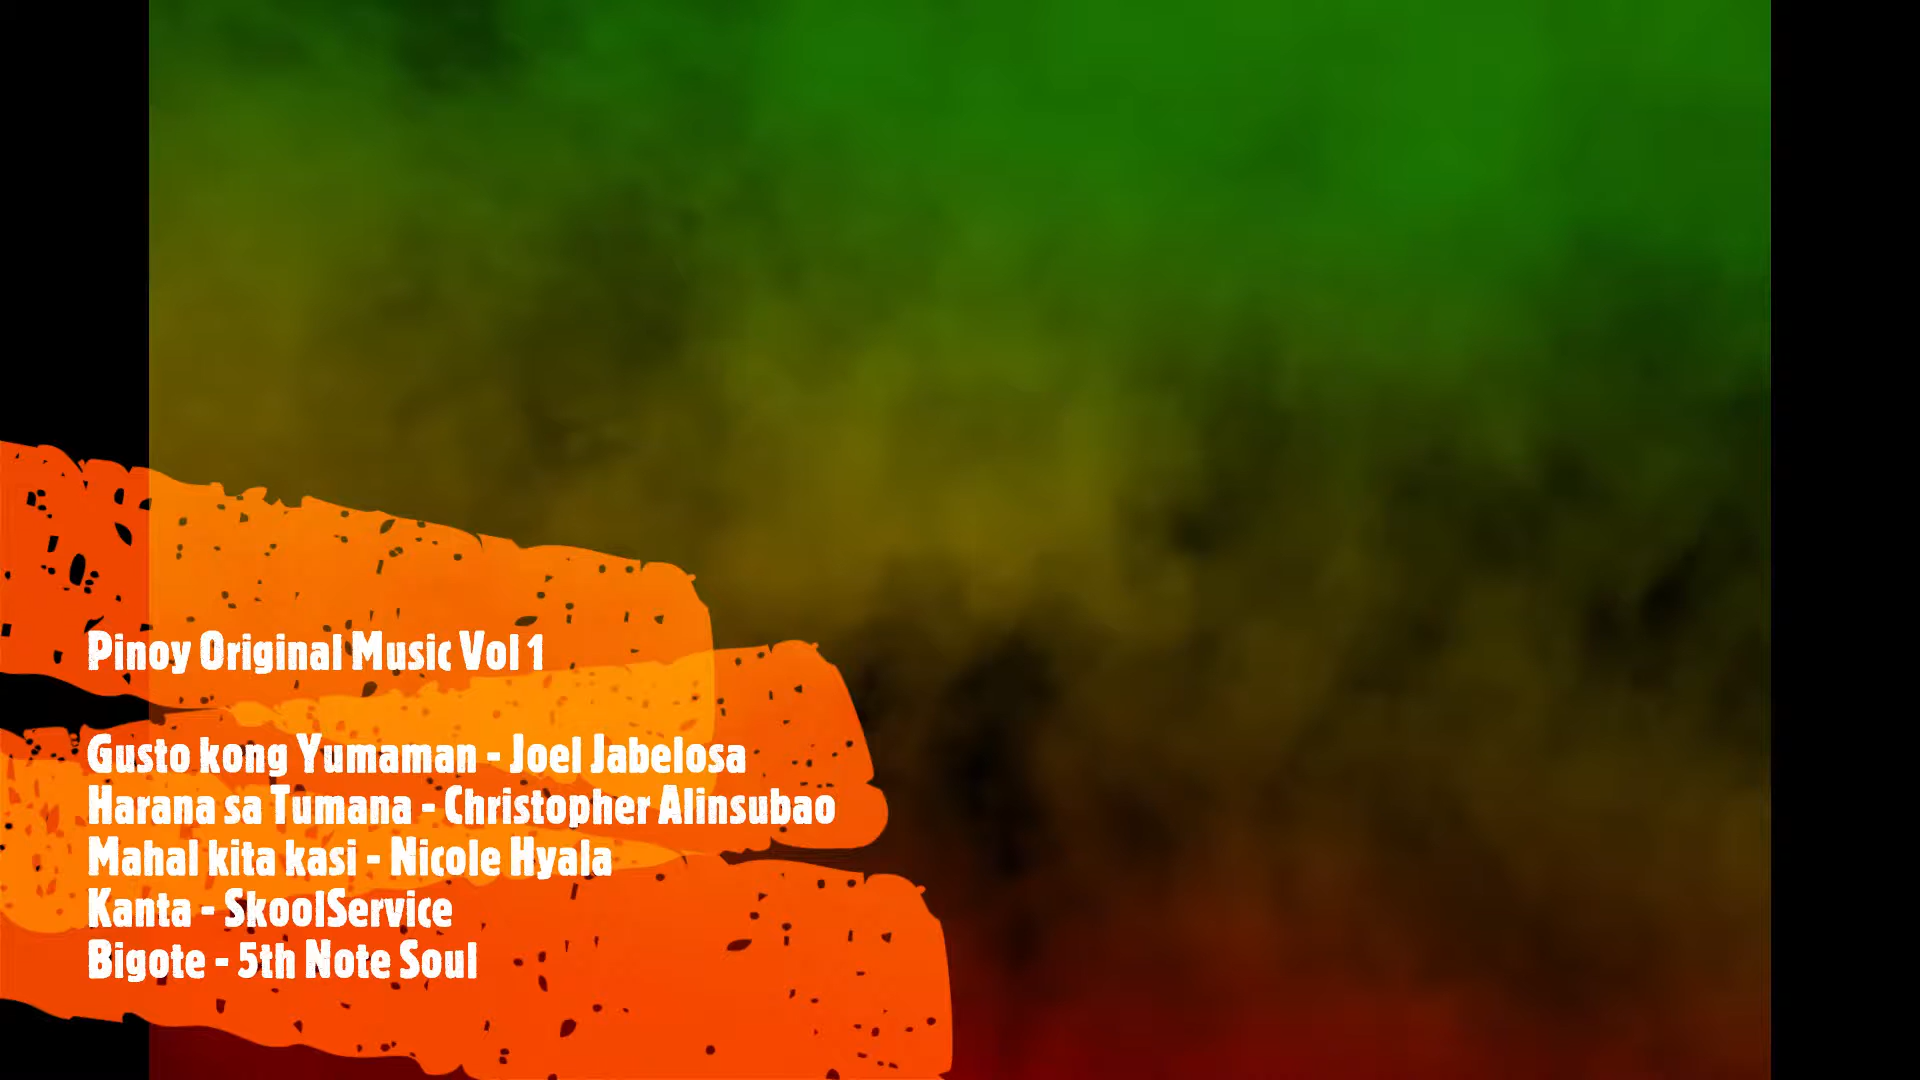 Pinoy Original Music Vol 1
Gusto kong Yumaman - Joel Jabelosa
Harana sa Tumana - Christopher Alinsubao
Mahal kita kasi - Nicole Hyala
Kanta - SkoolService
Bigote - 5th Note Soul